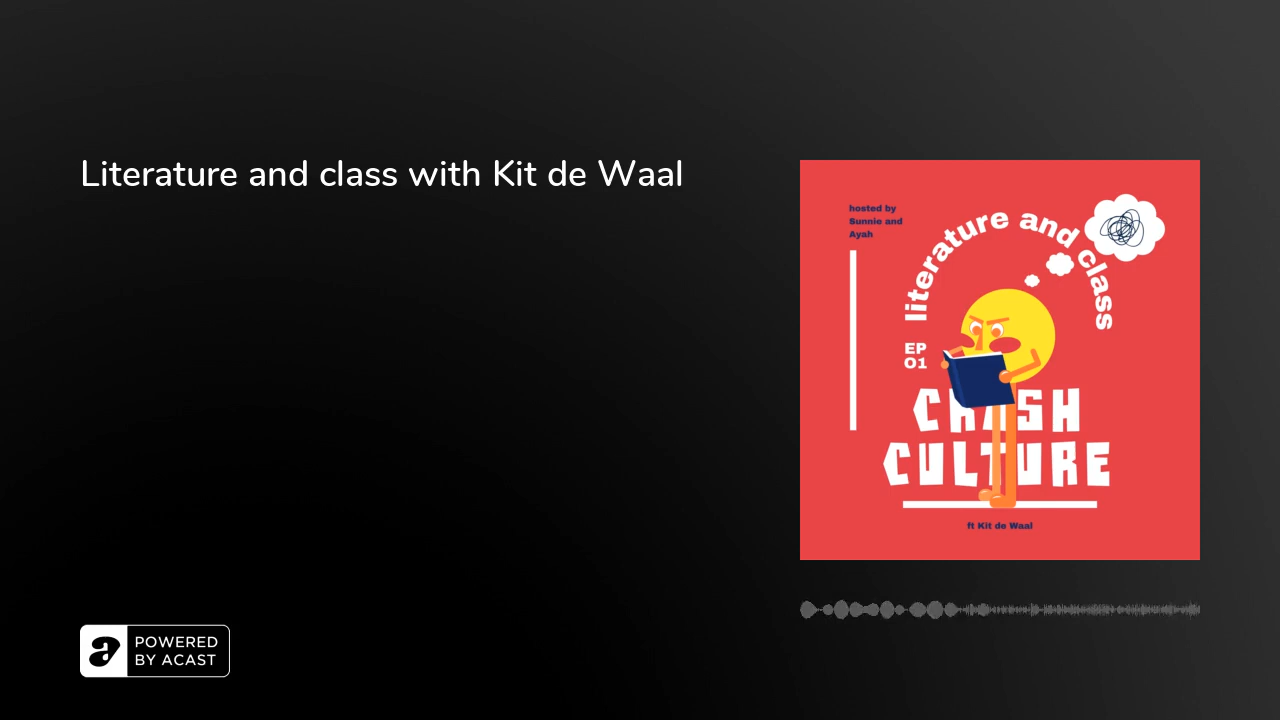 Literature and class with Kit de Waal
hosted by
Sunnie and
Ayah
literature and class
EP
01
CRASH
CULTURE
ft Kit de Waal
a
POWERED
BY ACAST